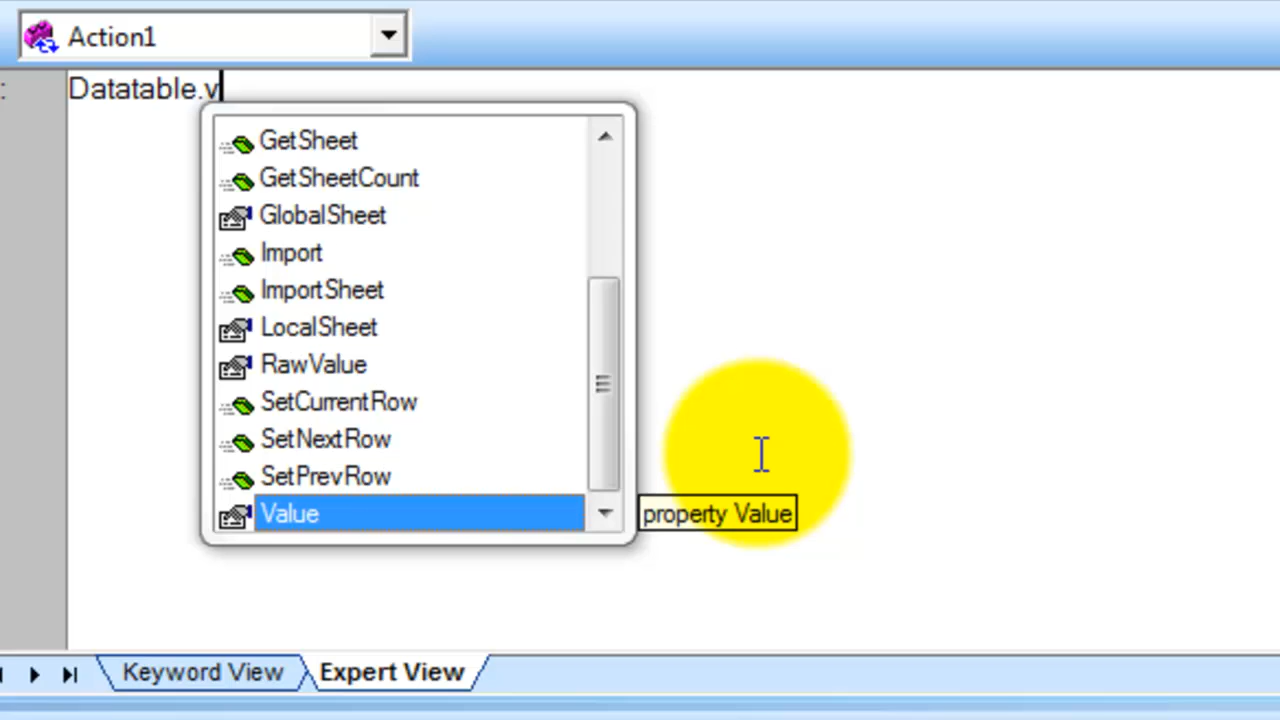 Action1
:
Datatable.v
GetSheet
GetSheetCount
GlobalSheet
Import
ImportSheet
LocalSheet
RawValue
SetCurrentRow
SetNextRow
SetPrevRow
Value
property Value
Keyword View
Expert View